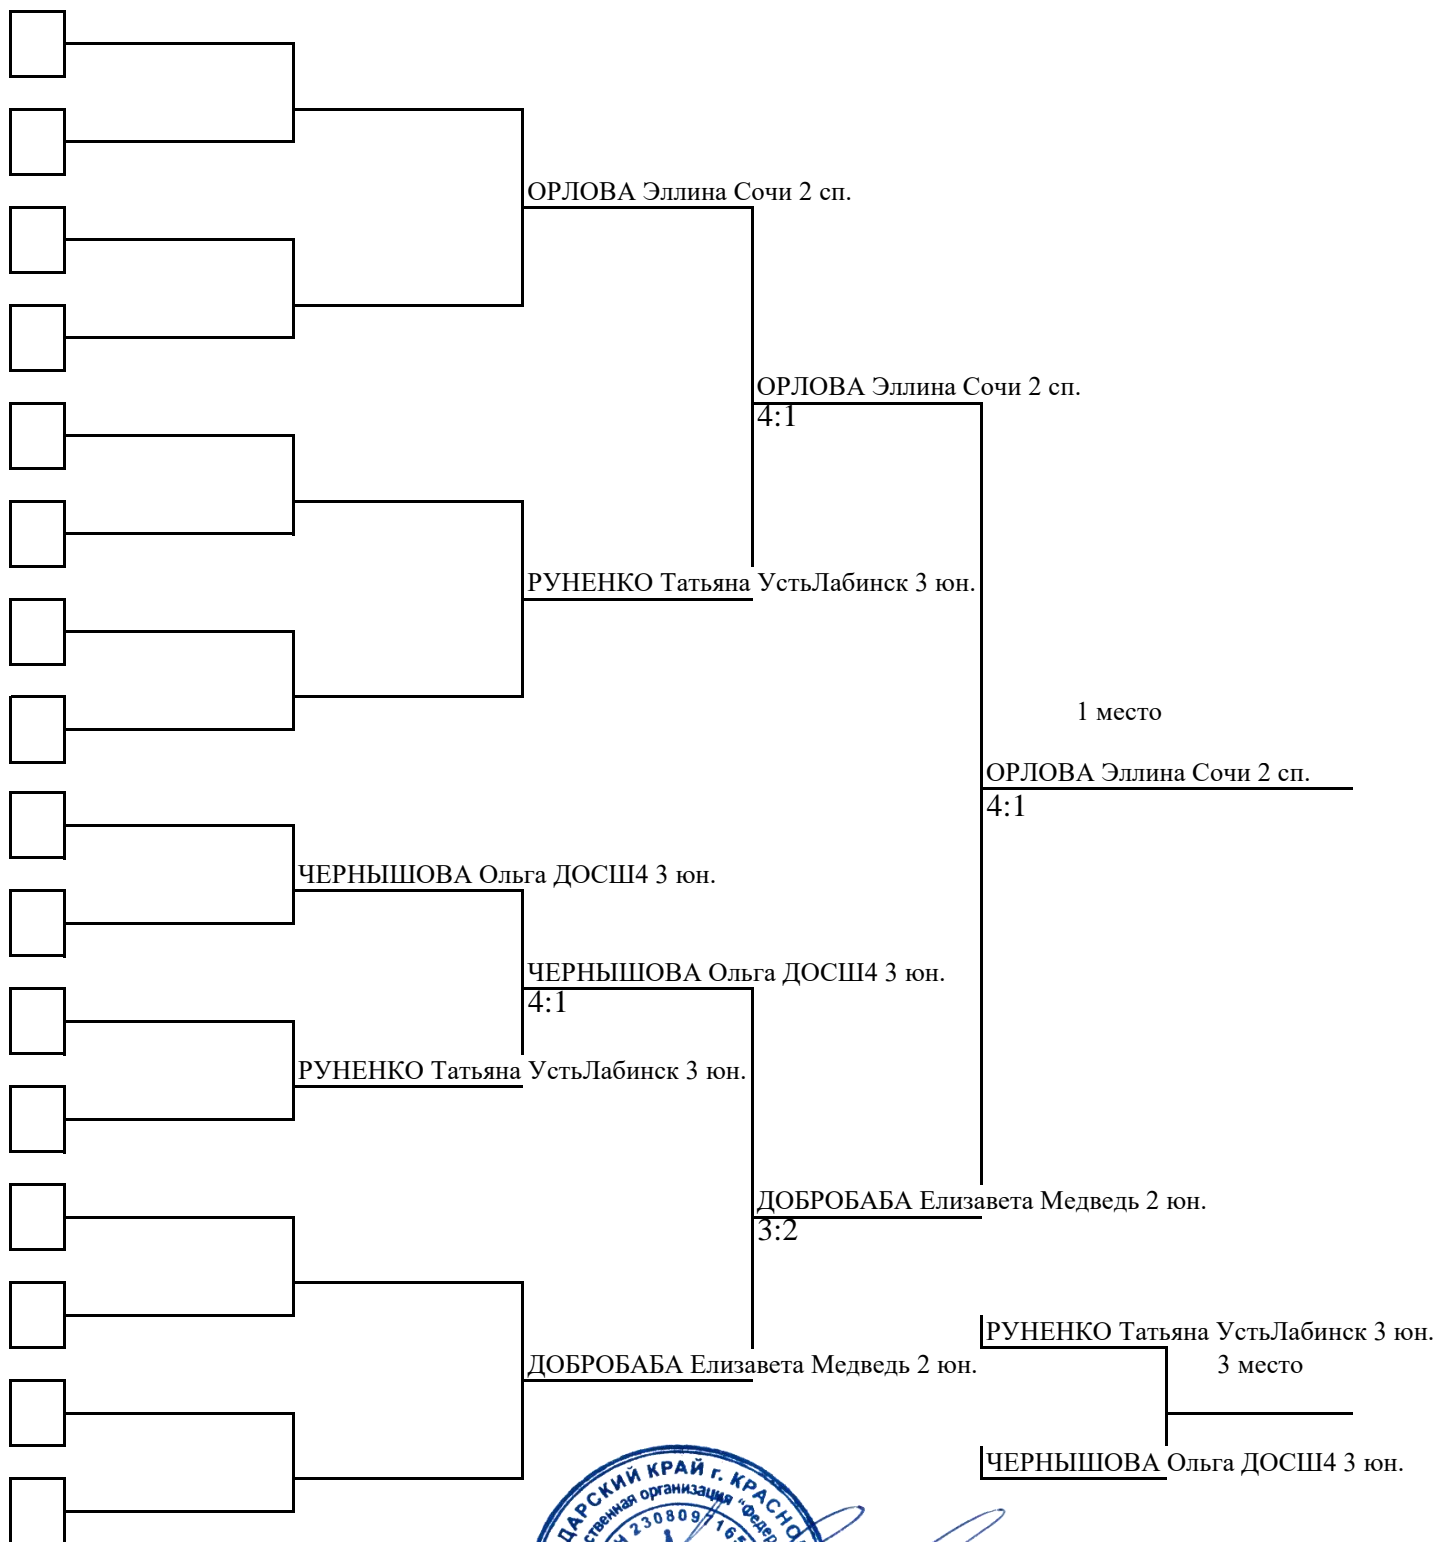 ОРЛОВА Эллина Сочи 2 сп.
ОРЛОВА Эллина Сочи 2 сп.
4:1
РУНЕНКО Татьяна УстьЛабинск 3 юн.
1 место
ОРЛОВА Эллина Сочи 2 сп.
4:1
ЧЕРНЫШОВА Ольга ДОСШ4 3 юн.
ЧЕРНЫШОВА Ольга ДОСШ4 3 юн.
4:1
РУНЕНКО Татьяна УстьЛабинск 3 юн.
ДОБРОБАБА Елизавета Медведь 2 юн.
3:2
РУНЕНКО Татьяна УстьЛабинск 3 юн.
ДОБРОБАБА Елизавета Медведь 2 юн.
3 место
ЧЕРНЫШОВА Ольга ДОСШ4 3 юн.
КРАЙ г.
организация